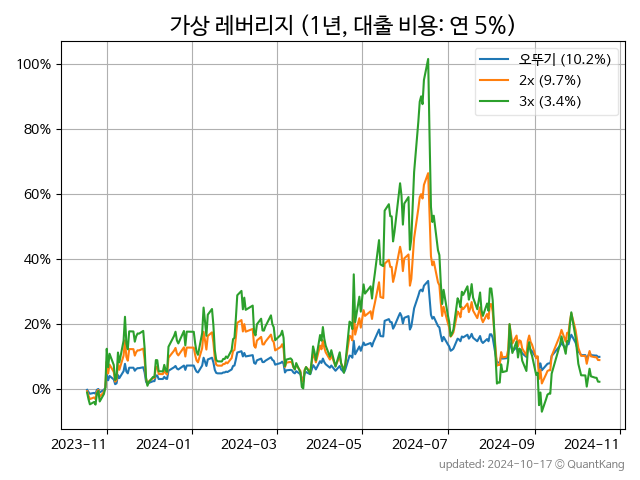 가상 레버리지 (1년, 대출 비용: 연 5%)
오뚜기 (10.2%)
2x (9.7%)
3x (3.4%)
100%
80%
60%
40%
20%
0%
2023-11 2024-01 2024-03 2024-05 2024-07 2024-09 2024-11
updated: 2024-10-17 © QuantKang